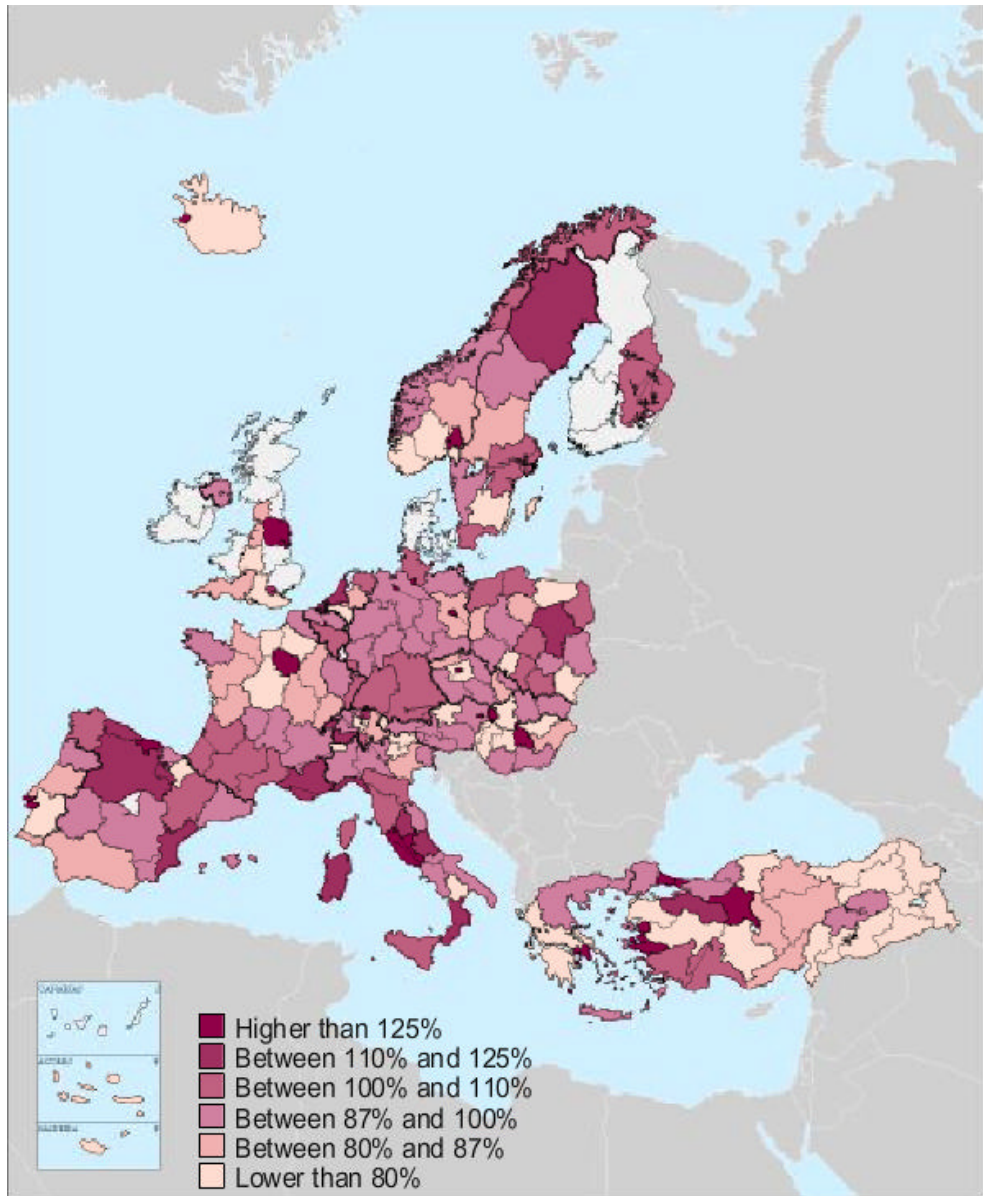 CANARIAS
Higher than 125%
Between 110% and 125%
Between 100% and 110%
Between 87% and 100%
Between 80% and 87%
Lower than 80%